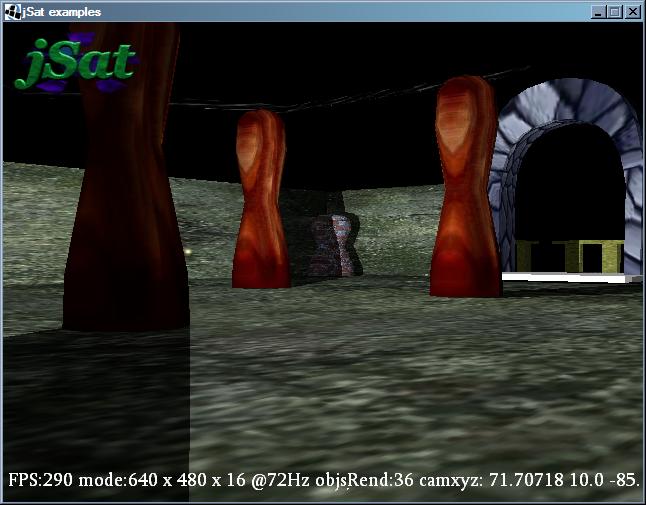 jSat examples
jSat
FPS:290 mode:640 x 480 x 16 @72Hz objsRend:36 camxyz: 71.70718 10.0 -85.